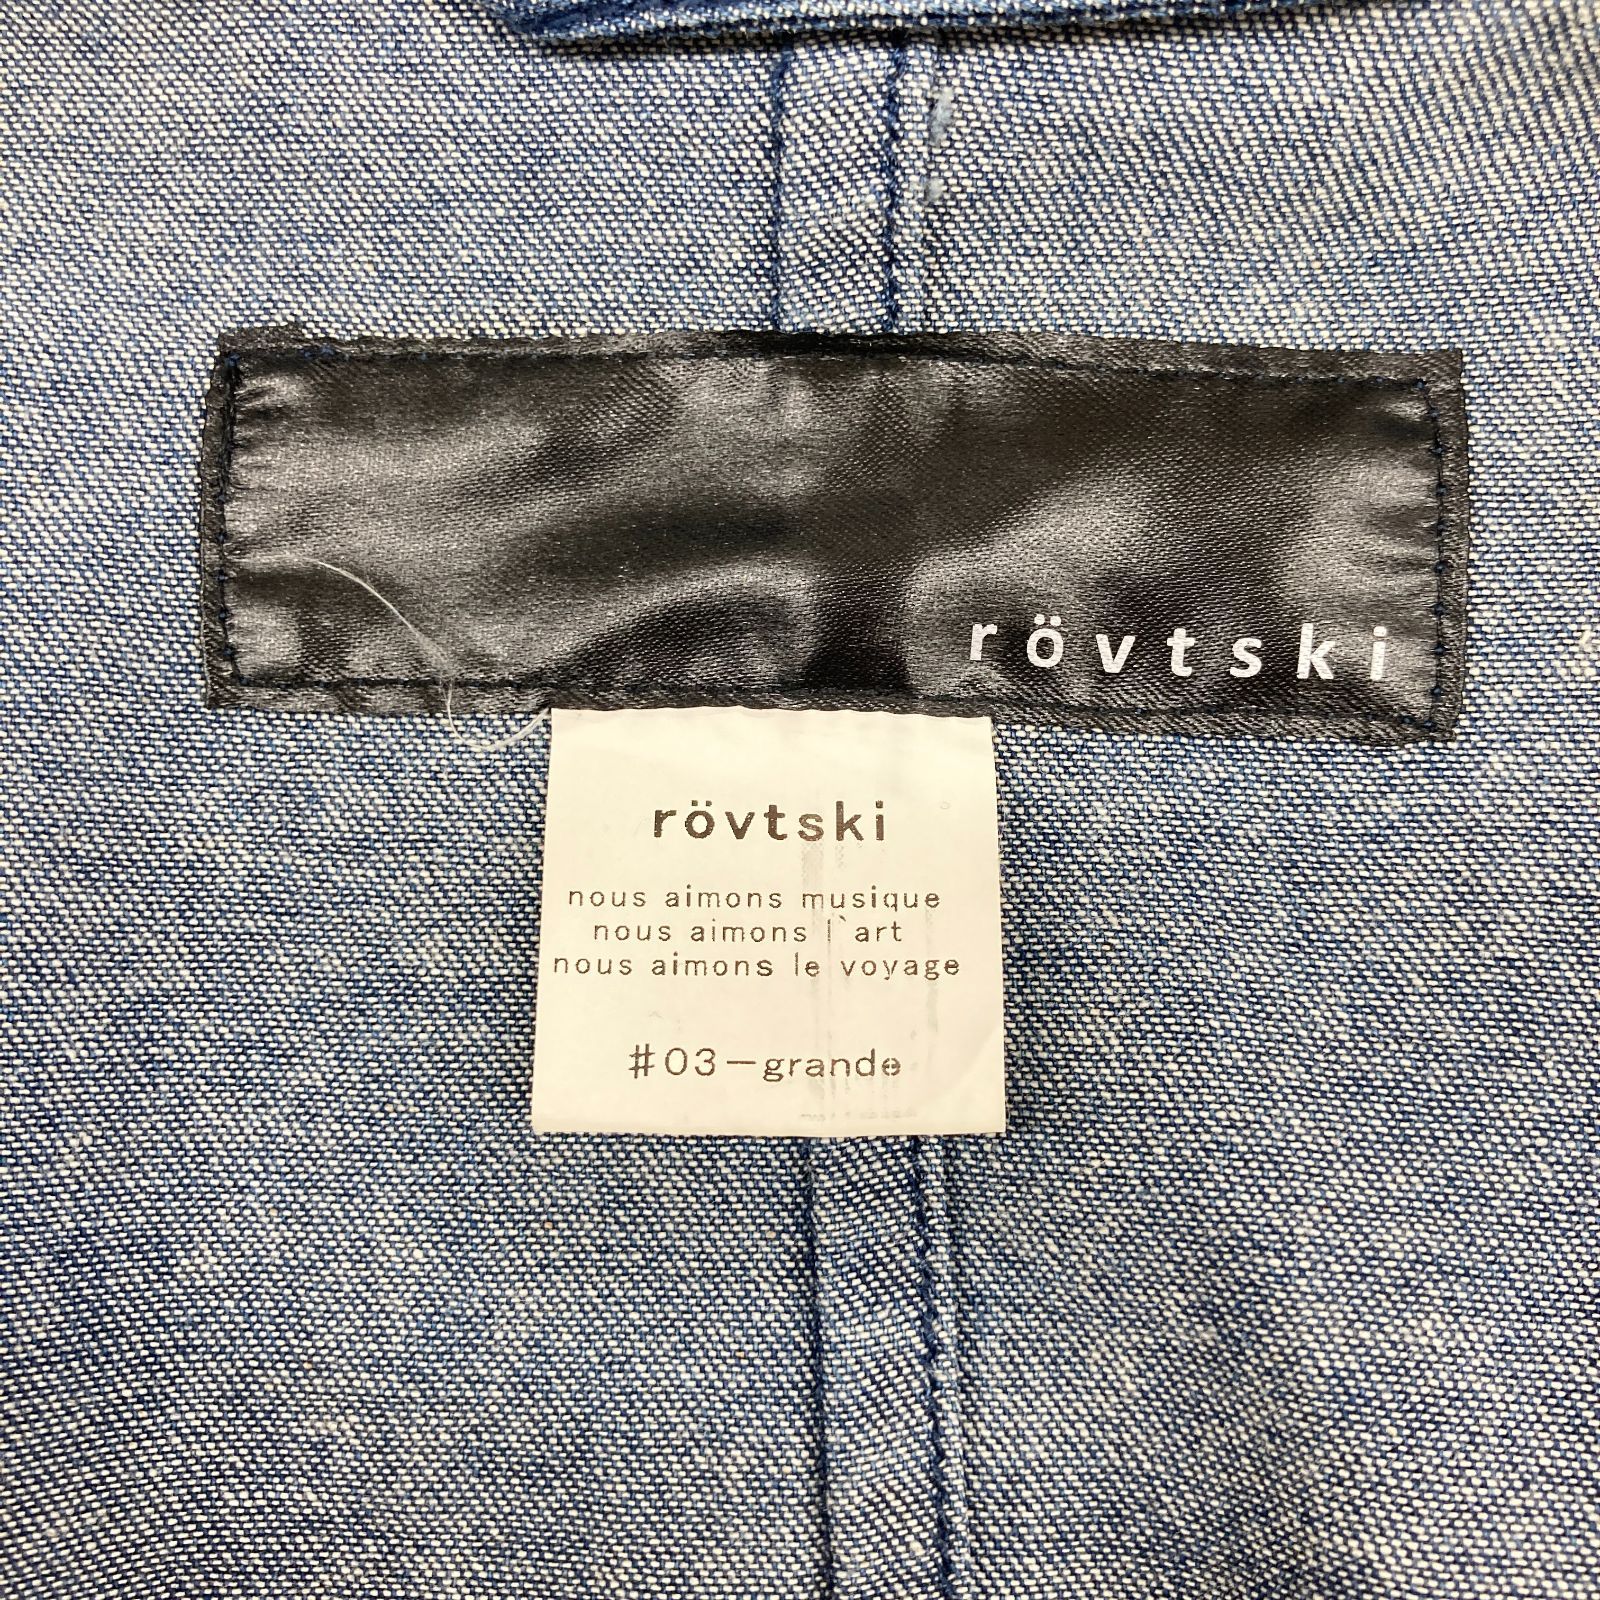 rövtski
rövtski
nous aimons musique
nous aimons l`art
nous aimons le voyage
#03-grande